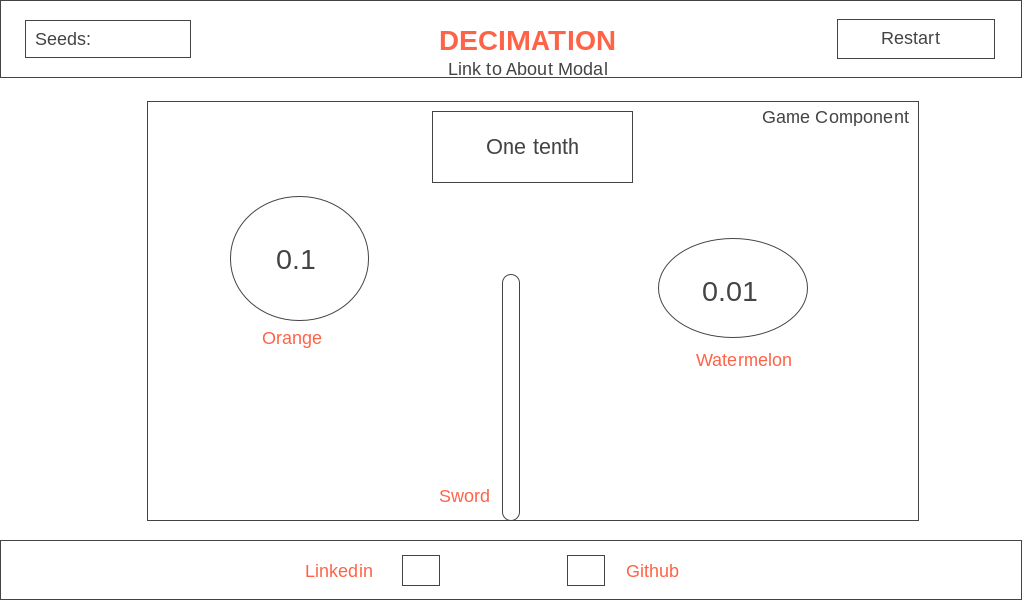 Seeds:
DECIMATION
Link to About Modal
Restart
Game Component
One tenth
0.1
Orange
0.01
Watermelon
Sword
Linkedin
Github